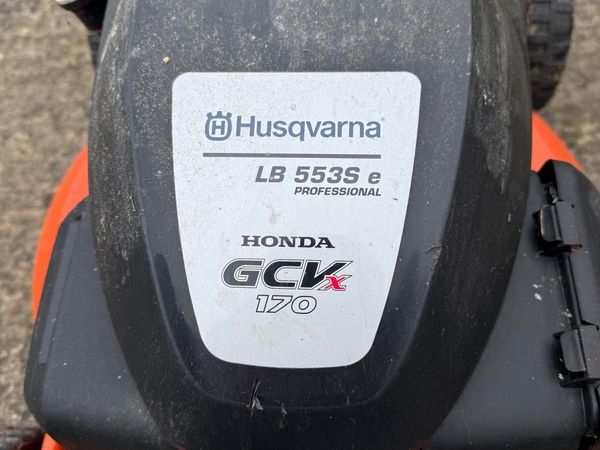 Husqvarna
LB 553S e
PROFESSIONAL
HONDA
GCVx
170